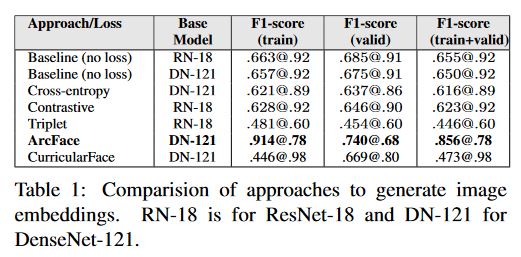 Approach/Loss Base Model F1-score (train) F1-score (valid) F1-score (train+valid)
Baseline (no loss) RN-18 .663@.92 .685@.91 .655@.92
Baseline (no loss) DN-121 .657@.92 .675@.91 .650@.92
Cross-entropy DN-121 .621@.89 .637@.86 .616@.89
Contrastive RN-18 .628@.92 .646@.90 .623@.92
Triplet RN-18 .481@.60 .454@.60 .446@.60
ArcFace DN-121 .914@.78 .740@.68 .856@.78
CurricularFace DN-121 .446@.98 .669@.80 .473@.98
Table 1: Comparision of approaches to generate image
embeddings. RN-18 is for ResNet-18 and DN-121 for
DenseNet-121.